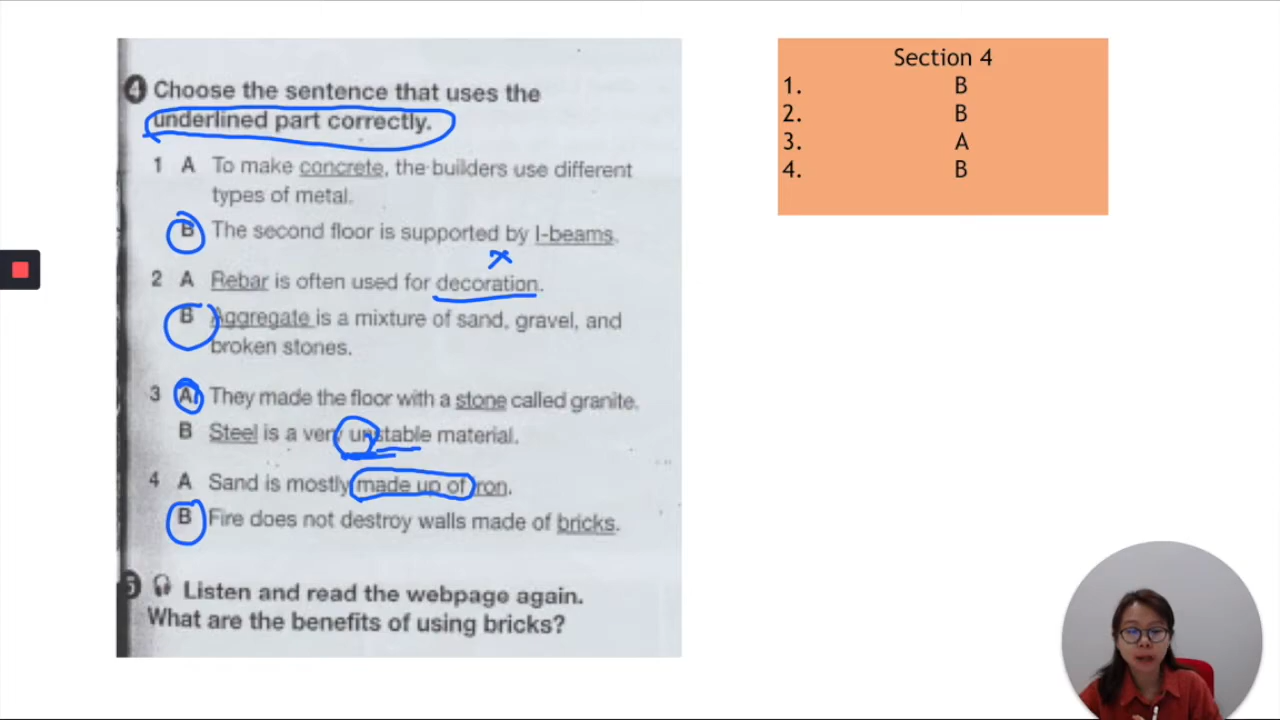 4 Choose the sentence that uses the
underlined part correctly.
1 A To make concrete, the builders use different
types of metal.
B The second floor is supported by I-beams.
2 A Rebar is often used for decoration.
B Aggregate is a mixture of sand, gravel, and
broken stones.
3 A They made the floor with a stone called granite.
B Steel is a very unstable material.
4 A Sand is mostly made up of iron.
B Fire does not destroy walls made of bricks.
5 Listen and read the webpage again.
What are the benefits of using bricks?
Section 4
1. B
2. B
3. A
4. B